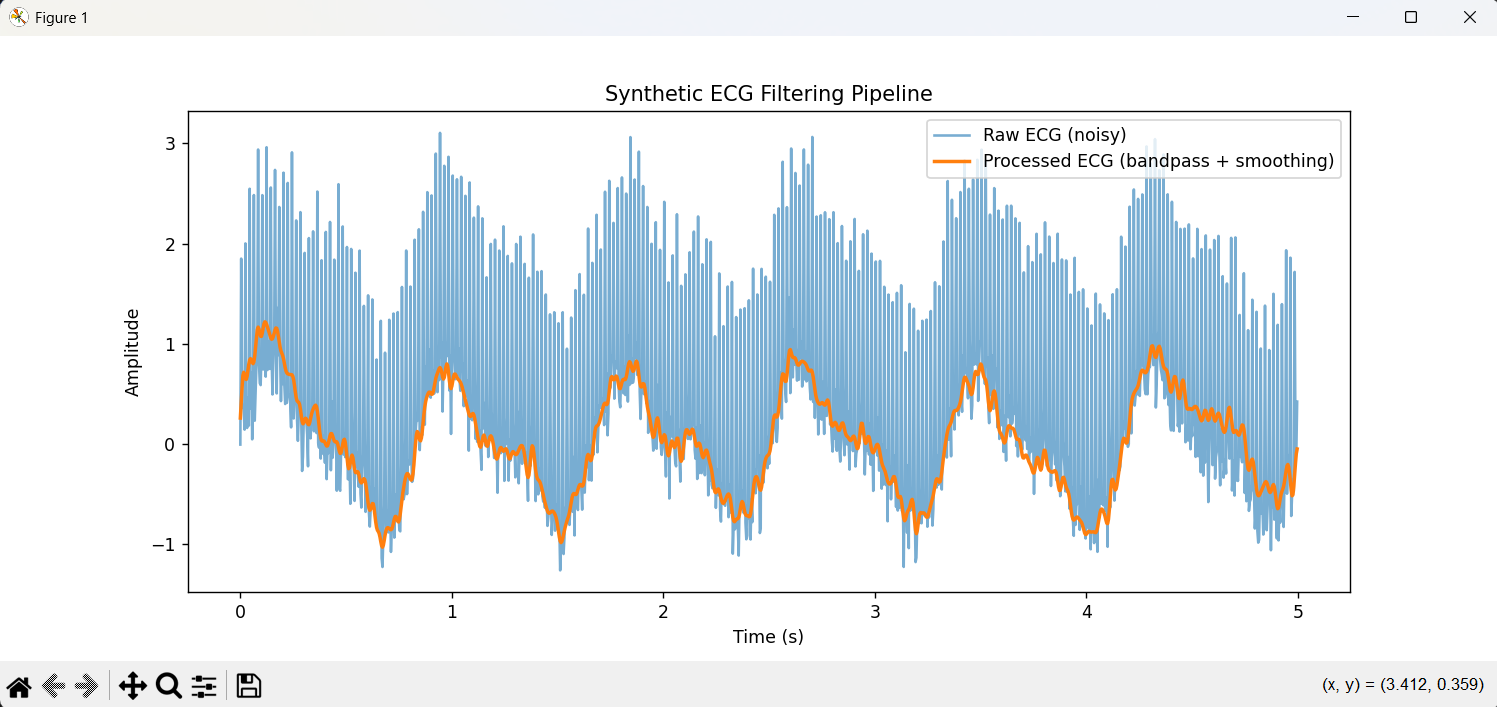 Figure 1
Synthetic ECG Filtering Pipeline
Raw ECG (noisy)
Processed ECG (bandpass + smoothing)
Amplitude
3
2
1
0
−1
0 1 2 3 4 5
Time (s)
(x, y) = (3.412, 0.359)